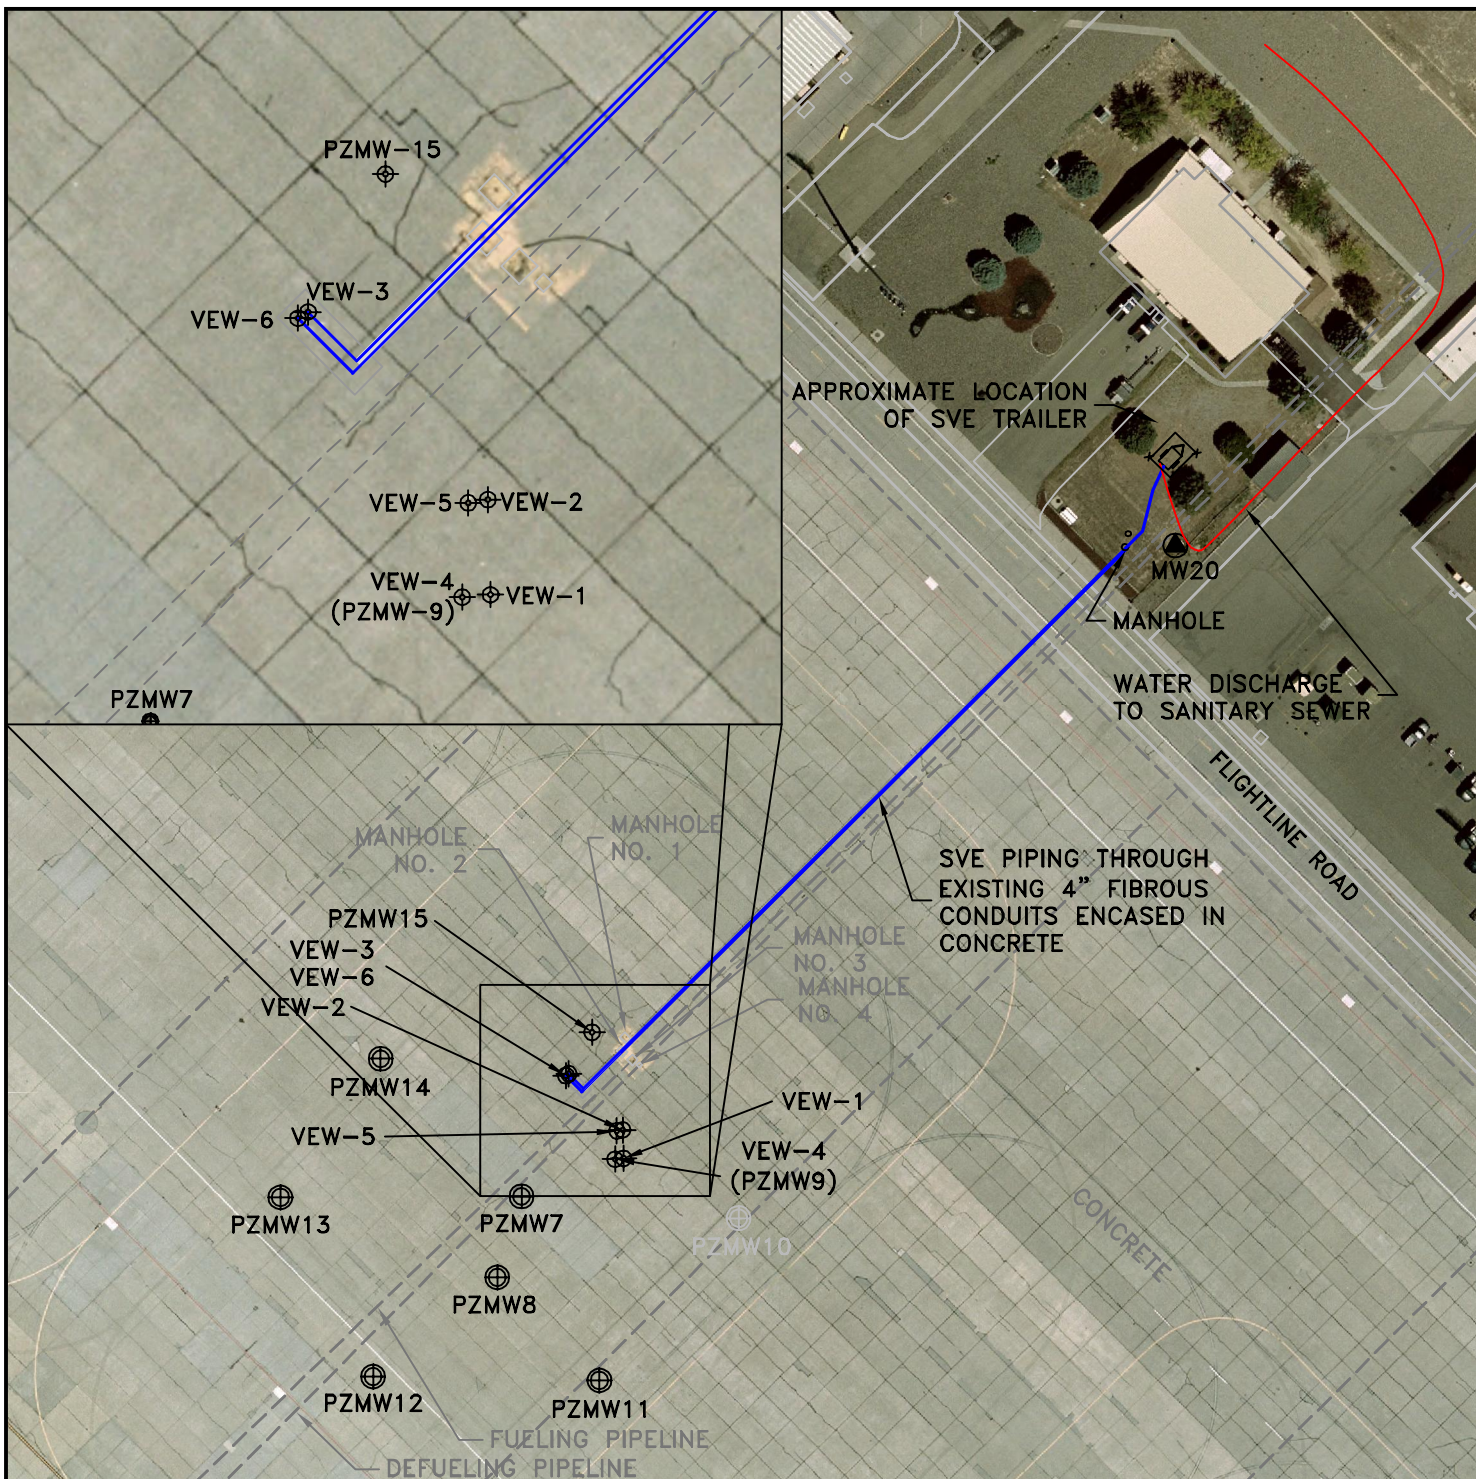 PZMW-15
VEW-3
VEW-6
VEW-5
VEW-2
VEW-4
(PZMW-9)
VEW-1
PZMW7
APPROXIMATE LOCATION
OF SVE TRAILER
MW20
MANHOLE
WATER DISCHARGE
TO SANITARY SEWER
FLIGHTLINE ROAD
MANHOLE
NO. 2
MANHOLE
NO. 1
SVE PIPING THROUGH
EXISTING 4" FIBROUS
CONDUITS ENCASED IN
CONCRETE
PZMW15
VEW-3
VEW-6
VEW-2
MANHOLE
NO. 3
MANHOLE
NO. 4
PZMW14
VEW-1
VEW-5
VEW-4
(PZMW9)
PZMW13
PZMW7
PZMW10
CONCRETE
PZMW8
PZMW12
PZMW11
FUELING PIPELINE
DEFUELING PIPELINE